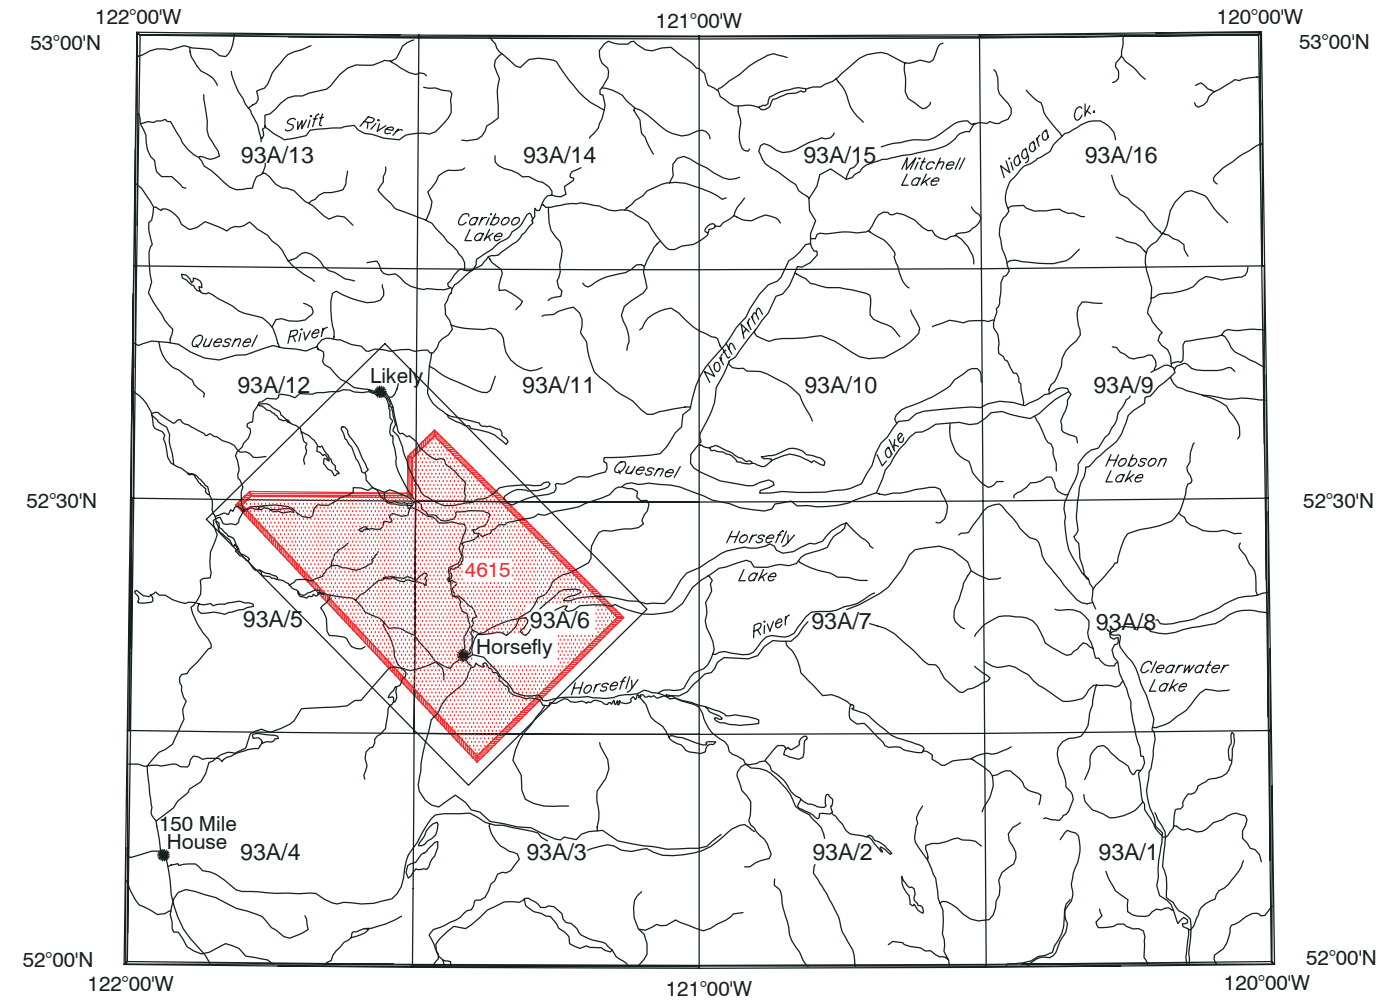 122°00'W
121°00'W
120°00'W
53°00'N
53°00'N
Swift River
Niagara Ck.
93A/13
93A/14
93A/15
93A/16
Mitchell
Lake
Cariboo
Lake
North Arm
Quesnel River
Likely
93A/12
93A/11
93A/10
93A/9
Quesnel
Lake
Hobson
Lake
52°30'N
52°30'N
Horsefly
Lake
4615
93A/5
93A/6
River
93A/7
93A/8
Horsefly
Horsefly
Clearwater
Lake
150 Mile
House
93A/4
93A/3
93A/2
93A/1
52°00'N
52°00'N
122°00'W
121°00'W
120°00'W